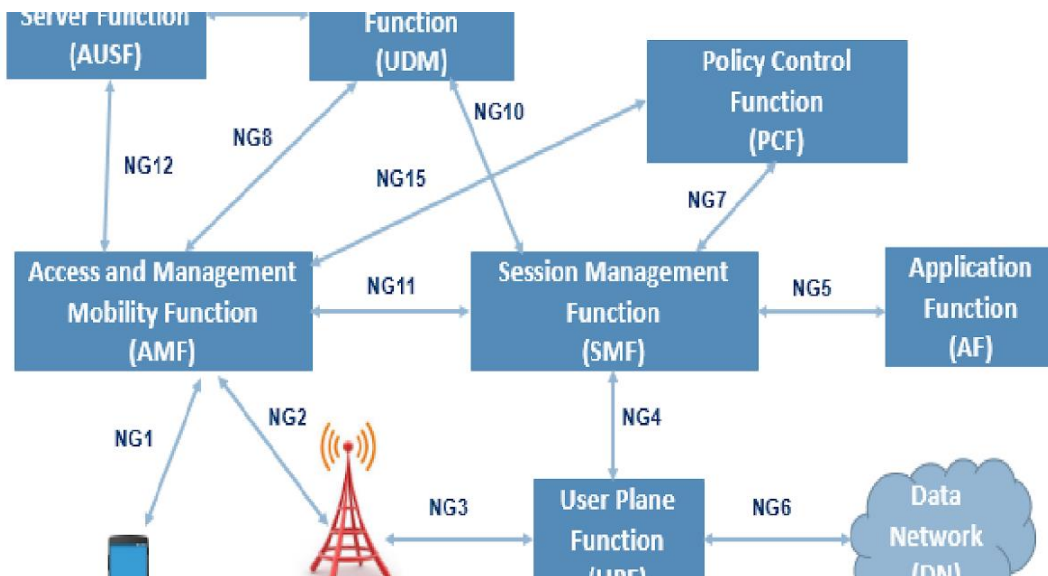 Server Function
(AUSF)
Function
(UDM)
Policy Control
Function
(PCF)
NG12
NG8
NG10
NG15
NG7
Access and Management
Mobility Function
(AMF)
NG11
Session Management
Function
(SMF)
NG5
Application
Function
(AF)
NG1
NG2
NG4
NG3
User Plane
Function
(UPF)
NG6
Data
Network
(DN)